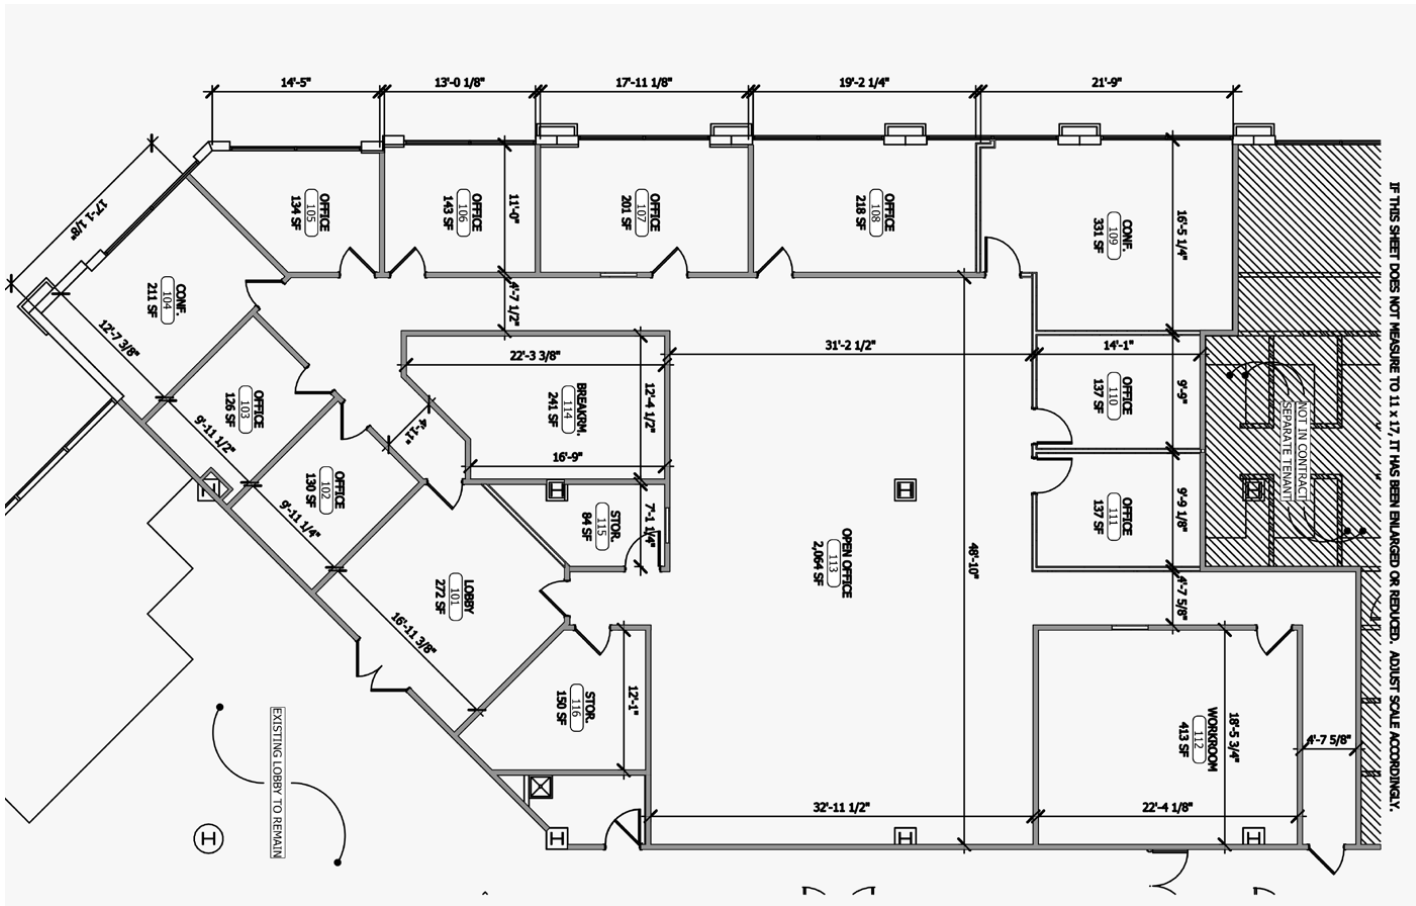 14'-5"
13'-0 1/8"
17'-11 1/8"
19'-2 1/4"
21'-9"
17'-1 1/8"
OFFICE
105
134 SF
OFFICE
106
143 SF
11'-0"
OFFICE
107
201 SF
OFFICE
108
218 SF
CONF.
109
331 SF
16'-5 1/4"
CONF.
104
211 SF
12'-7 3/8"
4'-7 1/2"
22'-3 3/8"
31'-2 1/2"
14'-1"
OFFICE
103
126 SF
9'-11 1/2"
4'-11"
BREAKRM.
114
241 SF
12'-4 1/2"
16'-9"
OFFICE
110
137 SF
9'-9"
NOT IN CONTRACT
SEPARATE TENANT
OFFICE
102
130 SF
9'-11 1/4"
STOR.
115
84 SF
7'-1 1/4"
OFFICE
111
137 SF
9'-9 1/8"
OPEN OFFICE
113
2,064 SF
48'-10"
LOBBY
101
272 SF
16'-11 3/8"
4'-7 5/8"
STOR.
116
150 SF
12'-1"
WORKROOM
112
413 SF
18'-5 3/4"
4'-7 5/8"
32'-11 1/2"
22'-4 1/8"
EXISTING LOBBY TO REMAIN
IF THIS SHEET DOES NOT MEASURE TO 11 x 17, IT HAS BEEN ENLARGED OR REDUCED. ADJUST SCALE ACCORDINGLY.